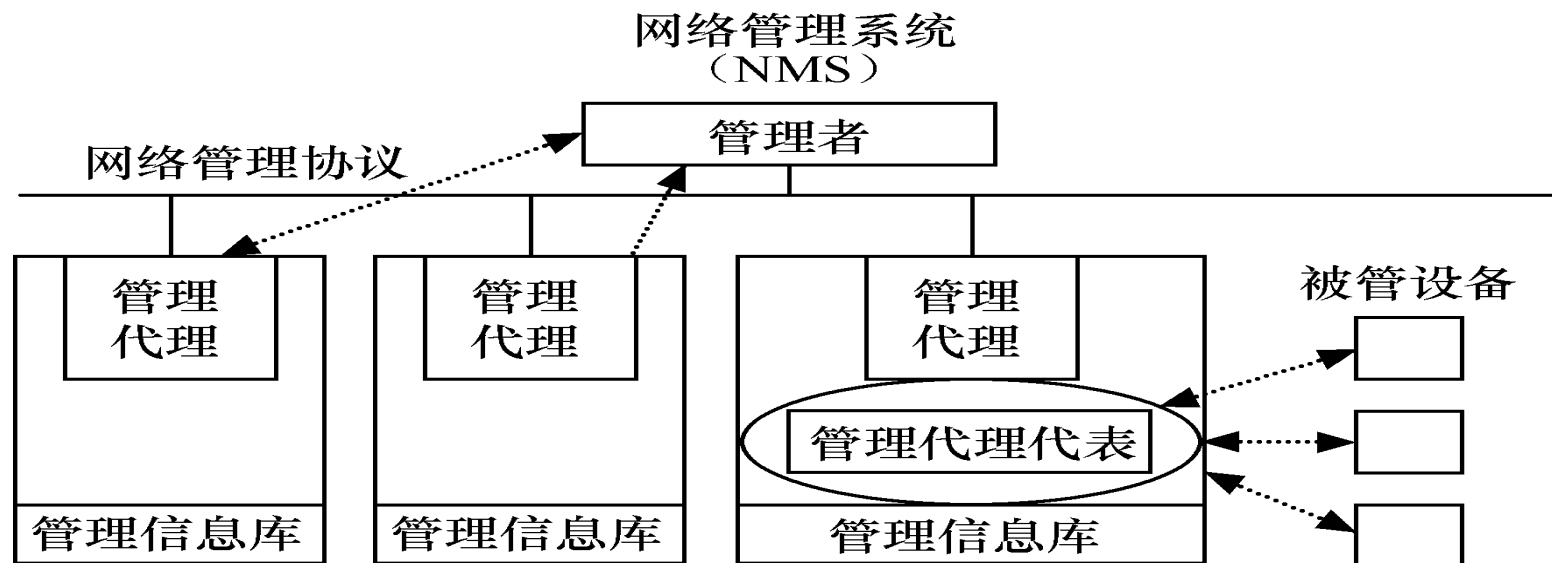 网络管理系统
（NMS）
管理者
网络管理协议
管理
代理
管理
代理
管理
代理
被管设备
管理代理代表
管理信息库
管理信息库
管理信息库